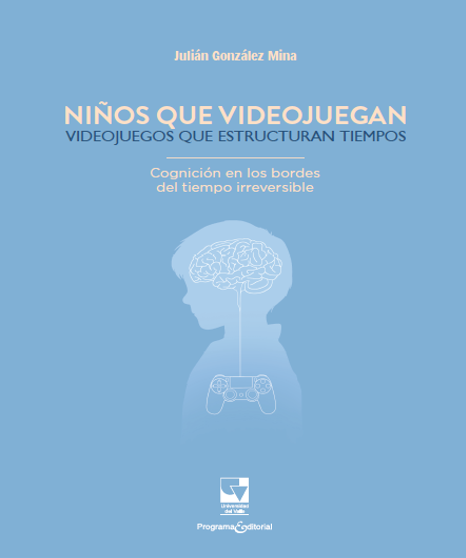 Julián González Mina
NIÑOS QUE VIDEOJUEGAN
VIDEOJUEGOS QUE ESTRUCTURAN TIEMPOS
Cognición en los bordes
del tiempo irreversible
Universidad
del Valle
Programa Editorial